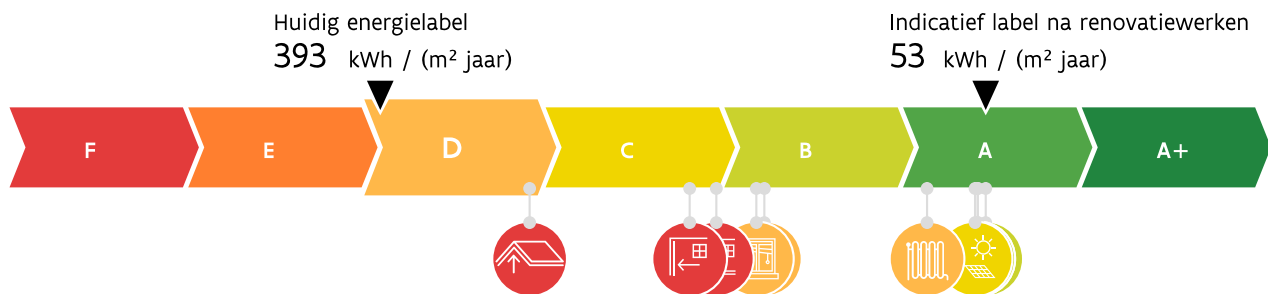 Huidig energielabel
393 kWh / (m² jaar)
Indicatief label na renovatiewerken
53 kWh / (m² jaar)
F E D C B A A+